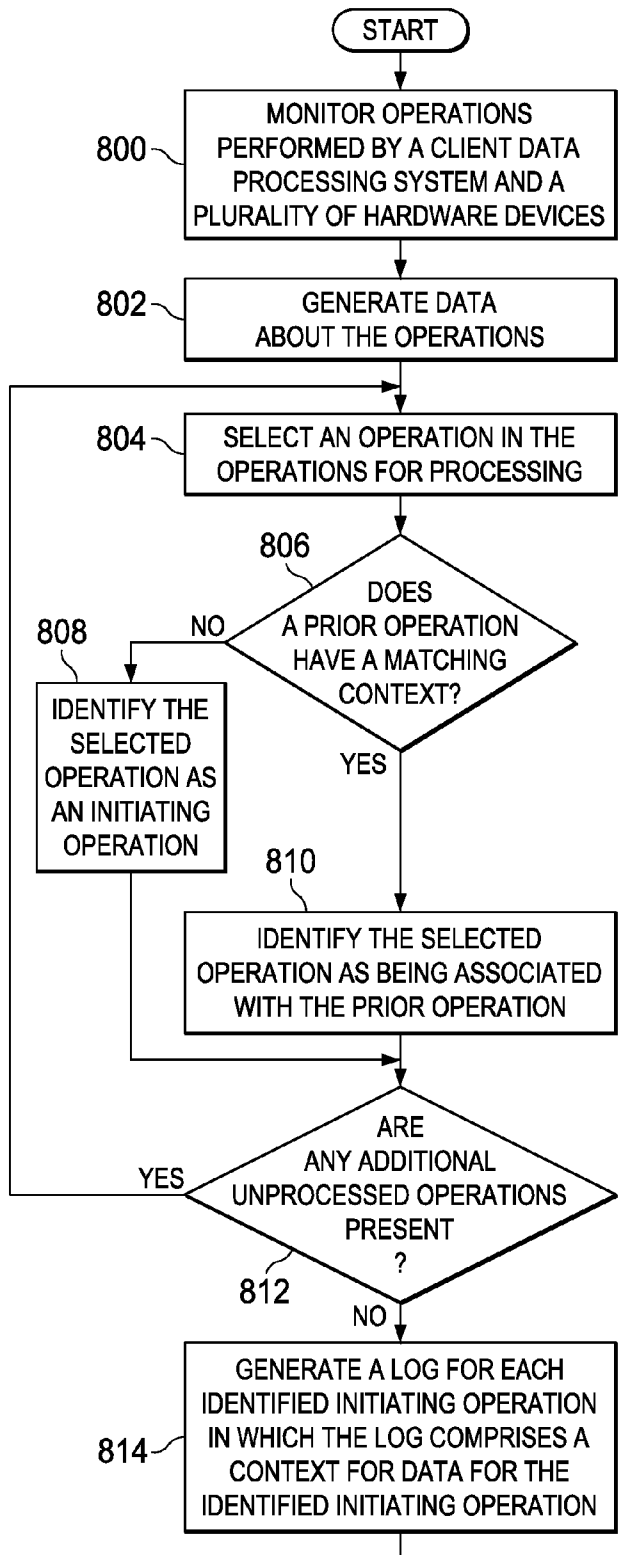 START
800
MONITOR OPERATIONS
PERFORMED BY A CLIENT DATA
PROCESSING SYSTEM AND A
PLURALITY OF HARDWARE DEVICES
802
GENERATE DATA
ABOUT THE OPERATIONS
804
SELECT AN OPERATION IN THE
OPERATIONS FOR PROCESSING
806
DOES
A PRIOR OPERATION
HAVE A MATCHING
CONTEXT?
NO
YES
808
IDENTIFY THE
SELECTED
OPERATION AS
AN INITIATING
OPERATION
810
IDENTIFY THE SELECTED
OPERATION AS BEING ASSOCIATED
WITH THE PRIOR OPERATION
ARE
ANY ADDITIONAL
UNPROCESSED OPERATIONS
PRESENT
?
YES
812
NO
814
GENERATE A LOG FOR EACH
IDENTIFIED INITIATING OPERATION
IN WHICH THE LOG COMPRISES A
CONTEXT FOR DATA FOR THE
IDENTIFIED INITIATING OPERATION